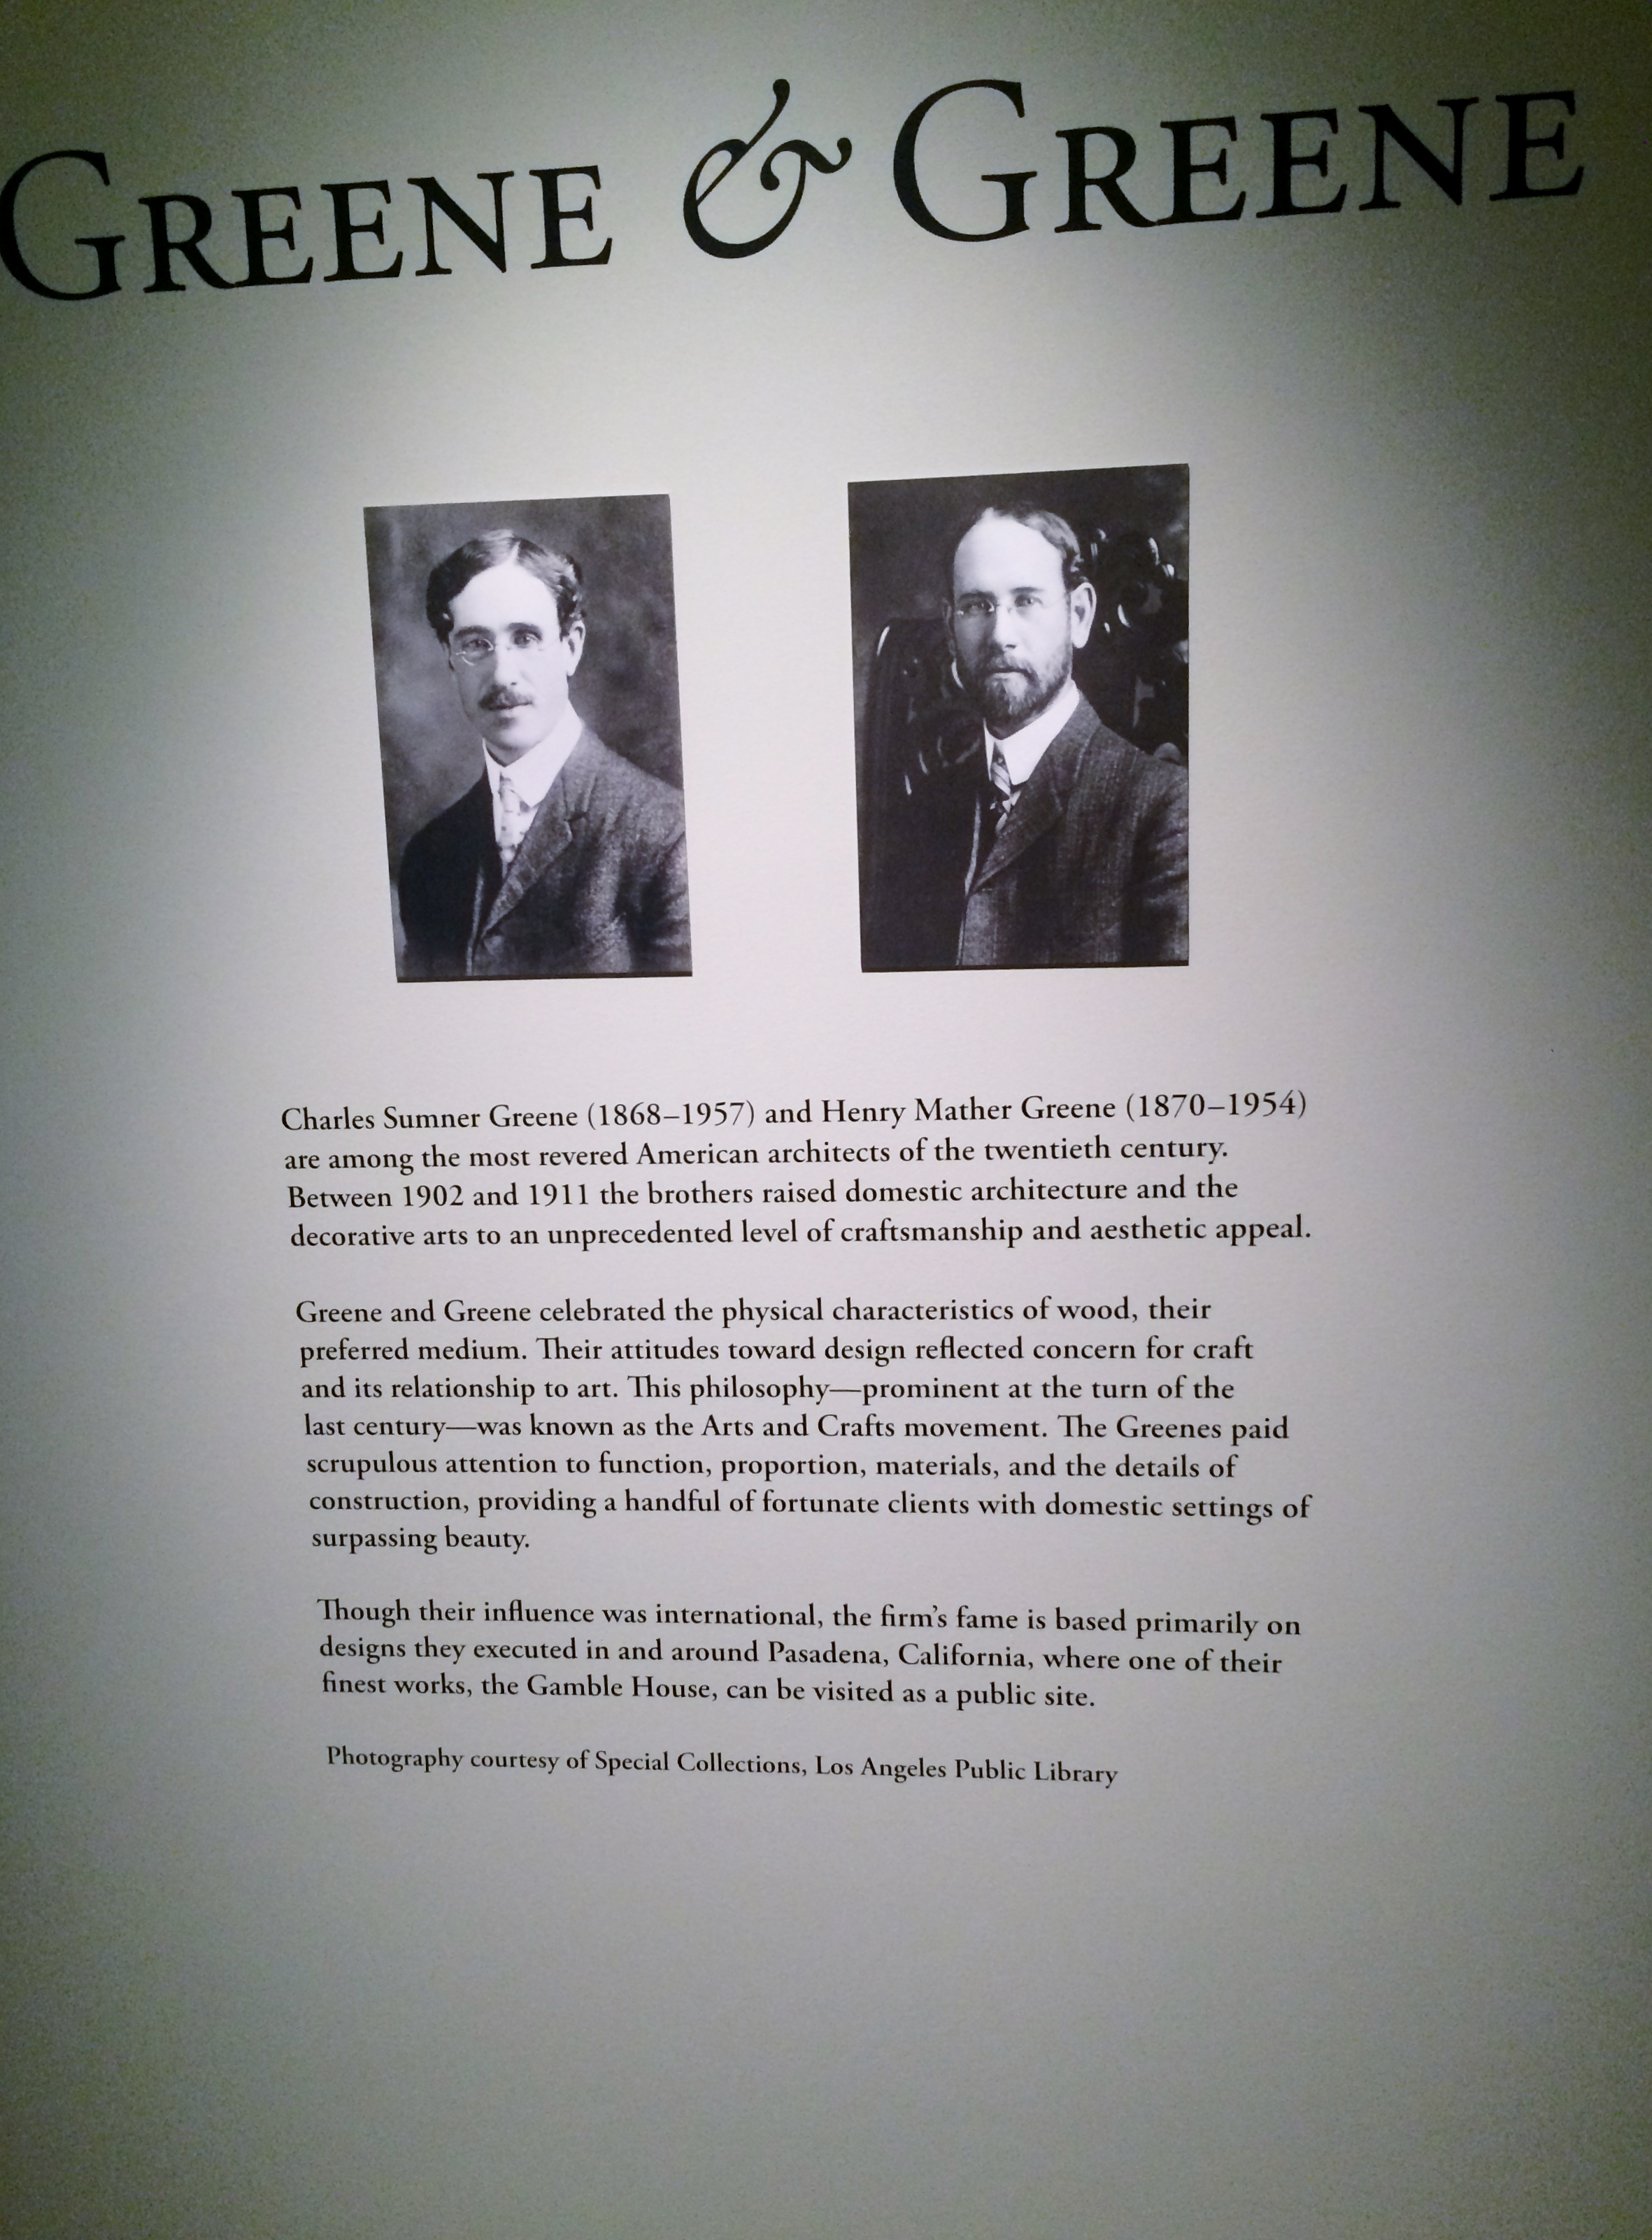 GREENE & GREENE
Charles Sumner Greene (1868–1957) and Henry Mather Greene (1870–1954)
are among the most revered American architects of the twentieth century.
Between 1902 and 1911 the brothers raised domestic architecture and the
decorative arts to an unprecedented level of craftsmanship and aesthetic appeal.
Greene and Greene celebrated the physical characteristics of wood, their
preferred medium. Their attitudes toward design reflected concern for craft
and its relationship to art. This philosophy—prominent at the turn of the
last century—was known as the Arts and Crafts movement. The Greenes paid
scrupulous attention to function, proportion, materials, and the details of
construction, providing a handful of fortunate clients with domestic settings of
surpassing beauty.
Though their influence was international, the firm's fame is based primarily on
designs they executed in and around Pasadena, California, where one of their
finest works, the Gamble House, can be visited as a public site.
Photography courtesy of Special Collections, Los Angeles Public Library